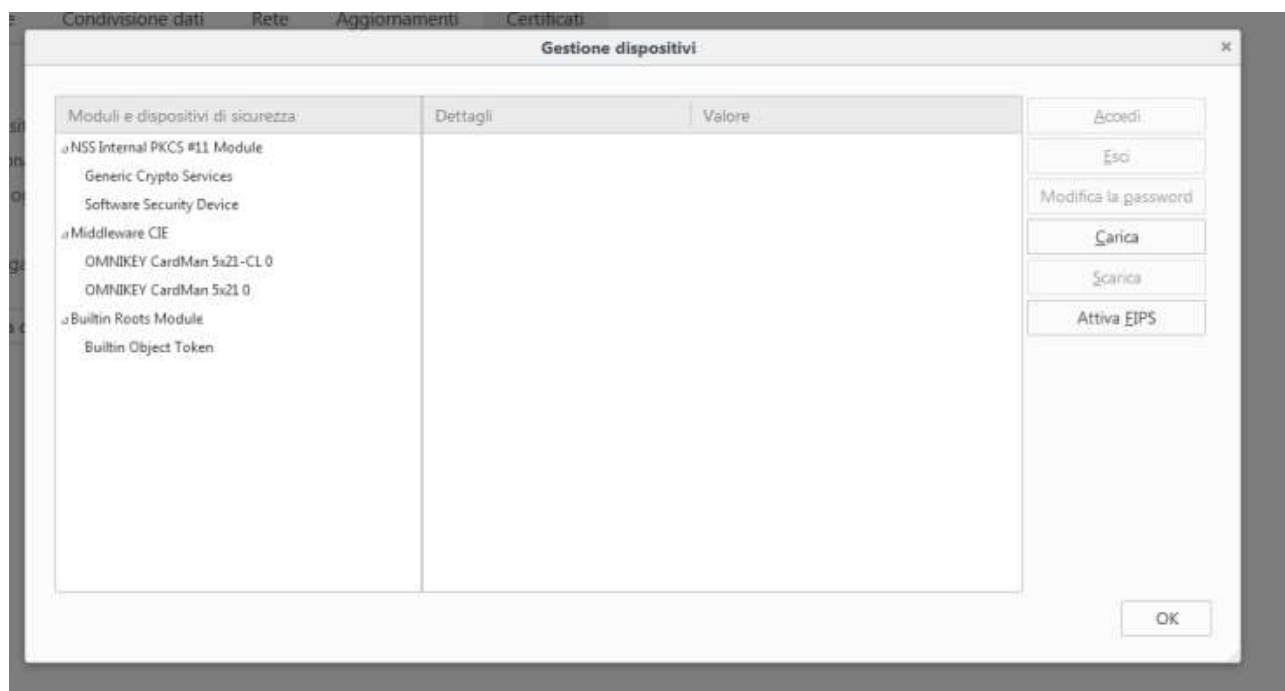 Condivisione dati Rete Aggiornamenti Certificati
Gestione dispositivi
Moduli e dispositivi di sicurezza Dettagli Valore
NSS Internal PKCS #11 Module
Generic Crypto Services
Software Security Device
Middleware CIE
OMNIKEY CardMan 5x21-CL 0
OMNIKEY CardMan 5x21 0
Builtin Roots Module
Builtin Object Token
Accedi
Esci
Modifica la password
Carica
Scarica
Attiva FIPS
OK